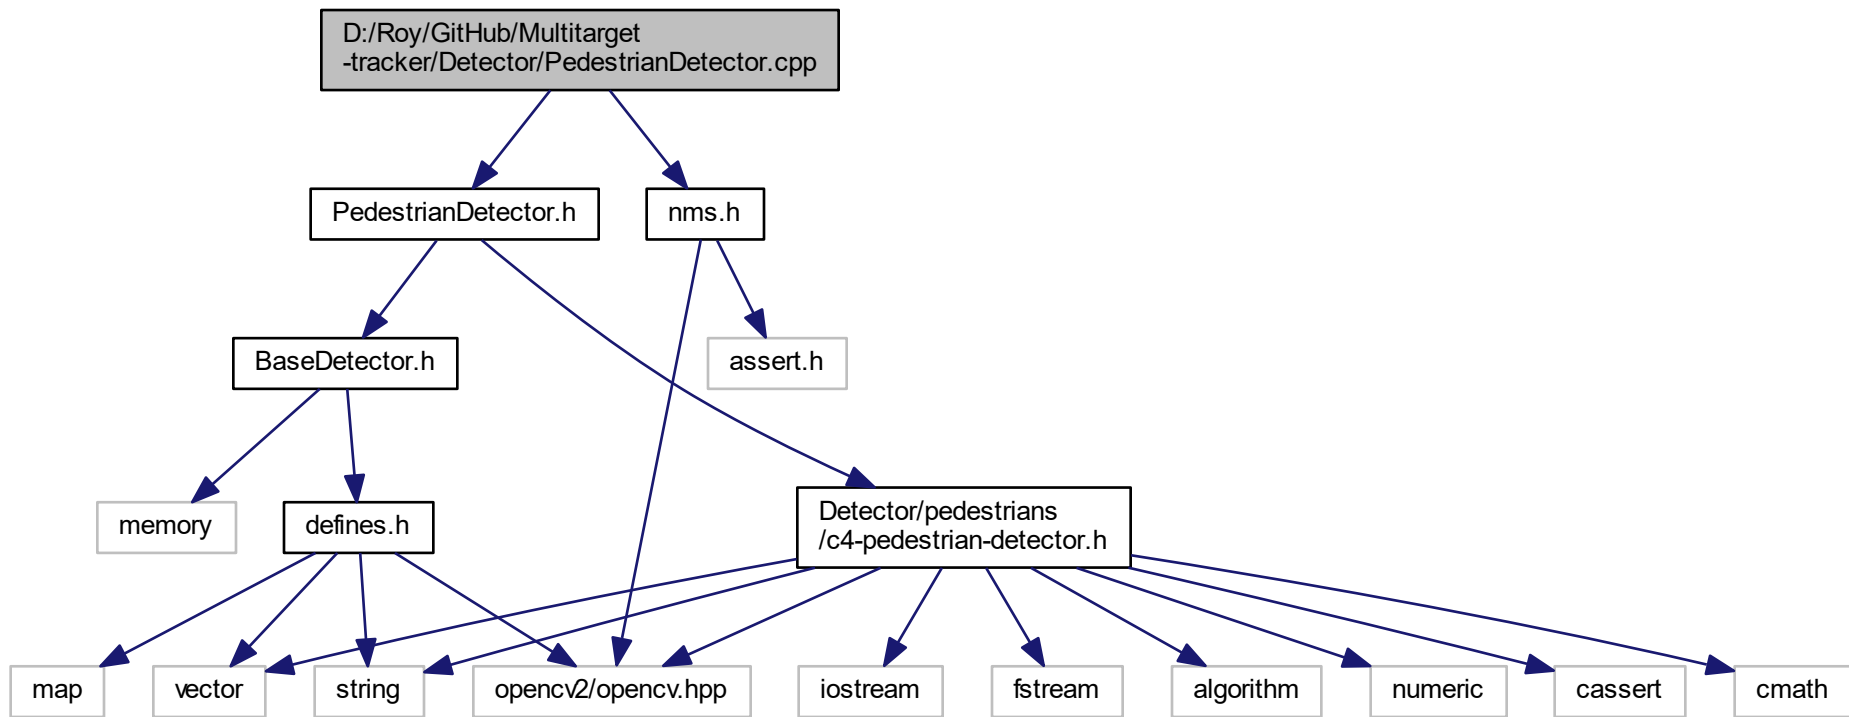 D:/Roy/GitHub/Multitarget
-tracker/Detector/PedestrianDetector.cpp
PedestrianDetector.h
nms.h
BaseDetector.h
assert.h
memory
defines.h
Detector/pedestrians
/c4-pedestrian-detector.h
map
vector
string
opencv2/opencv.hpp
iostream
fstream
algorithm
numeric
cassert
cmath